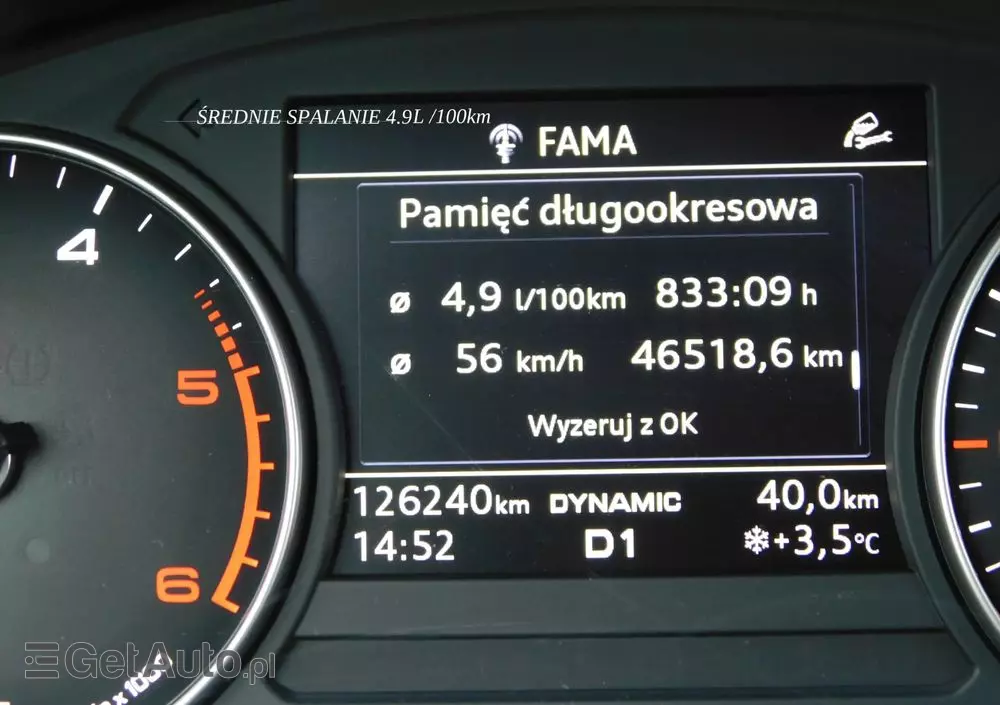 ŚREDNIE SPALANIE 4.9L /100km
FAMA
Pamięć długookresowa
ø 4,9 l/100km 833:09 h
ø 56 km/h 46518,6 km
Wyzeruj z OK
126240km DYNAMIC 40,0km
14:52 D1 +3,5°C
4
5
6
GetAuto.pl